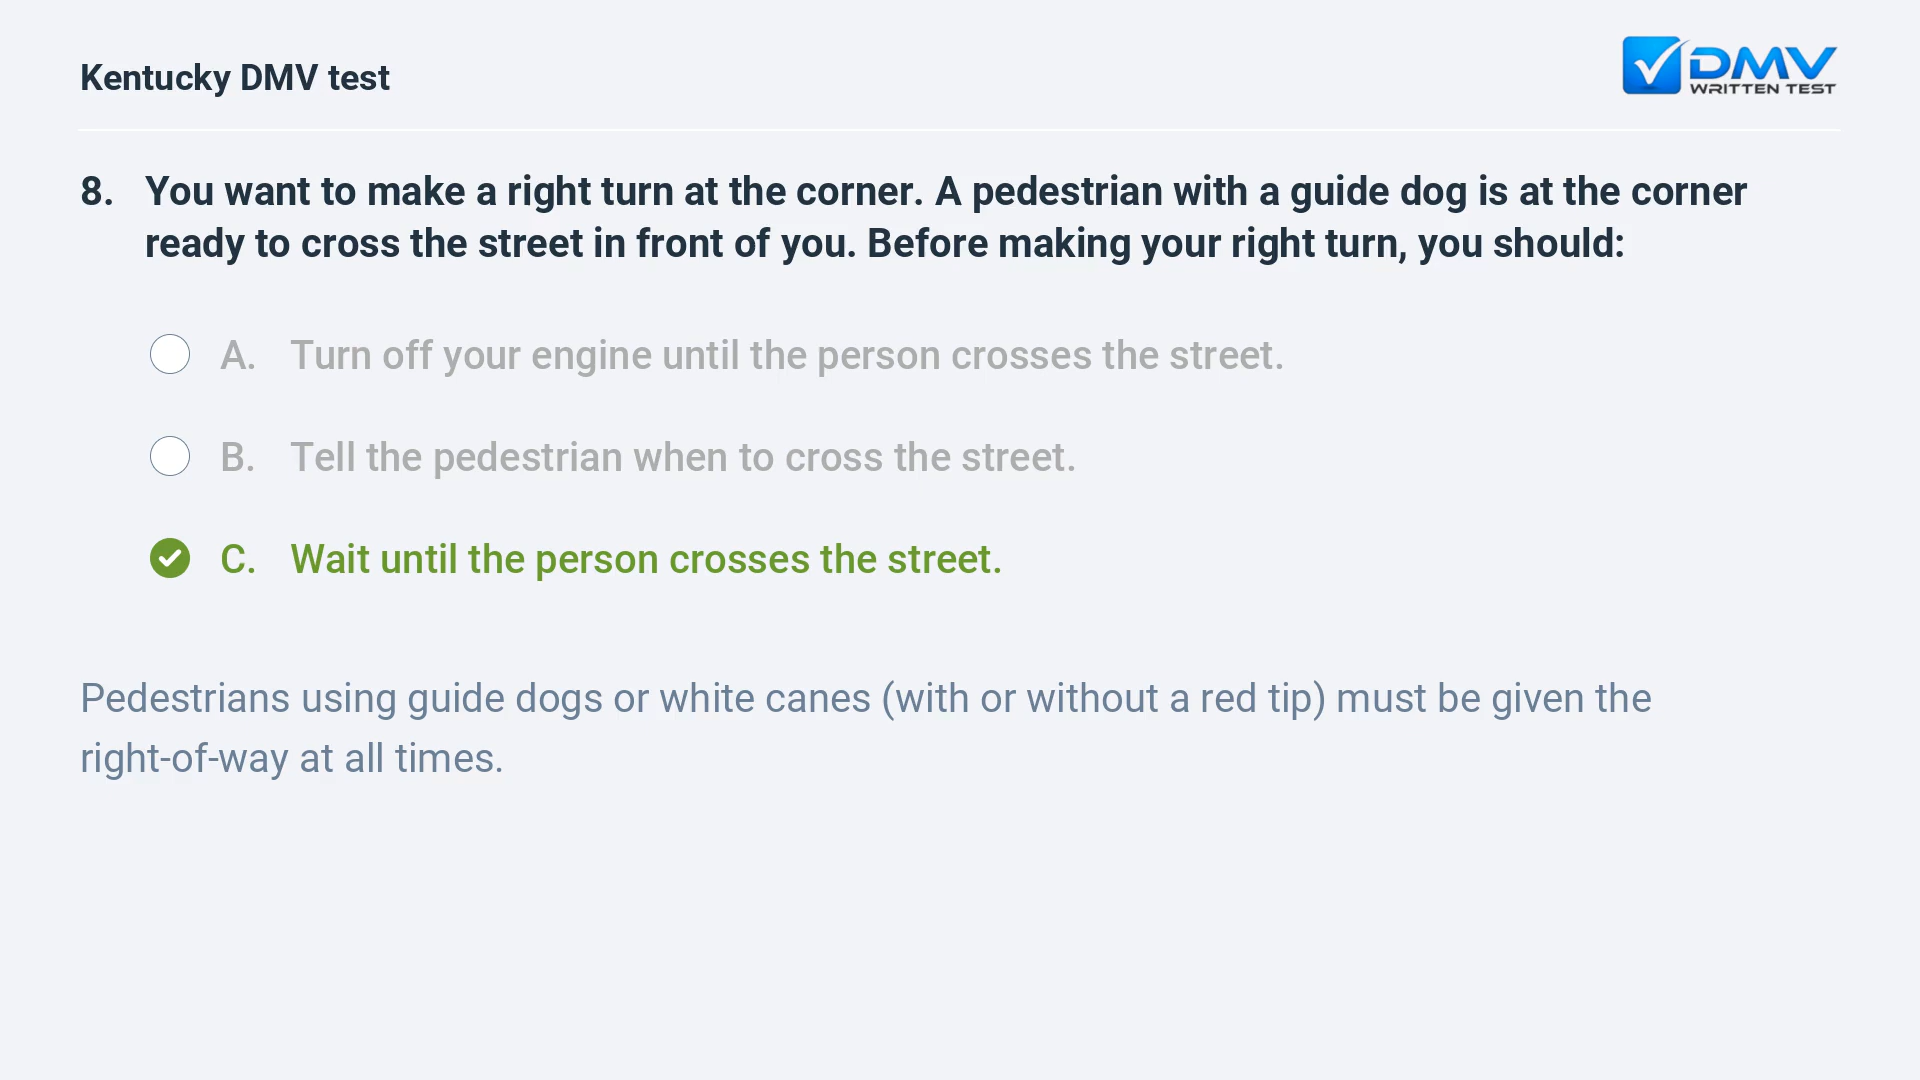 Kentucky DMV test
DMV
WRITTEN TEST
8. You want to make a right turn at the corner. A pedestrian with a guide dog is at the corner
ready to cross the street in front of you. Before making your right turn, you should:
A. Turn off your engine until the person crosses the street.
B. Tell the pedestrian when to cross the street.
C. Wait until the person crosses the street.
Pedestrians using guide dogs or white canes (with or without a red tip) must be given the
right-of-way at all times.